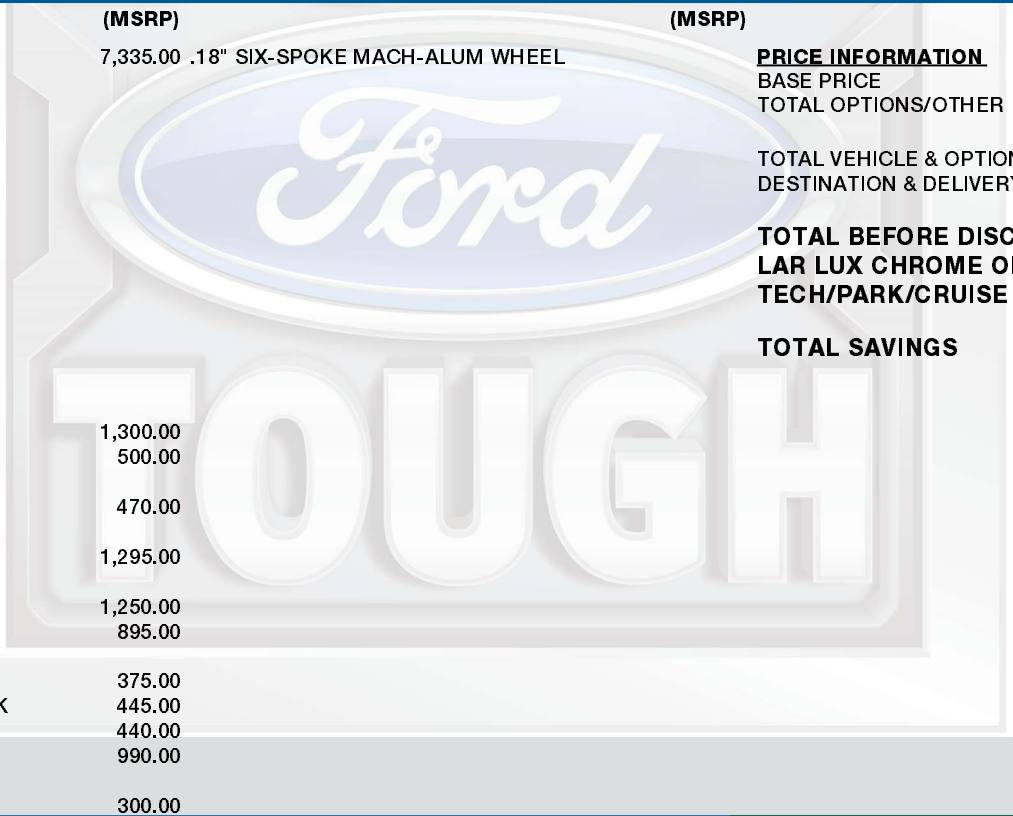 (MSRP) (MSRP)
7,335.00 .18" SIX-SPOKE MACH-ALUM WHEEL
PRICE INFORMATION
BASE PRICE
TOTAL OPTIONS/OTHER
TOTAL VEHICLE & OPTION
DESTINATION & DELIVERY
TOTAL BEFORE DISC
LAR LUX CHROME O
TECH/PARK/CRUISE
TOTAL SAVINGS
Ford
TOUGH
1,300.00
500.00
470.00
1,295.00
1,250.00
895.00
375.00
K 445.00
440.00
990.00
300.00